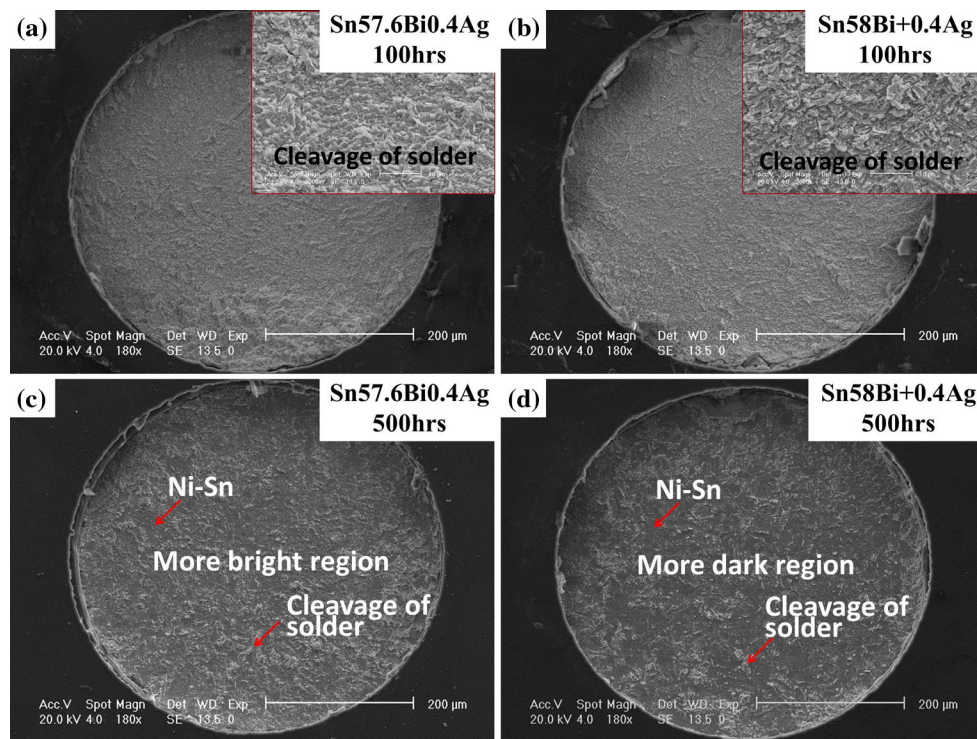 (a)
Sn57.6Bi0.4Ag
100hrs
Cleavage of solder
Acc.V Spot Magn Det WD Exp
20.0 kV 4.0 180x SE 13.5 0
200 µm
(b)
Sn58Bi+0.4Ag
100hrs
Cleavage of solder
Acc.V Spot Magn Det WD Exp
20.0 kV 4.0 180x SE 13.5 0
200 µm
(c)
Sn57.6Bi0.4Ag
500hrs
Ni-Sn
More bright region
Cleavage of
solder
Acc.V Spot Magn Det WD Exp
20.0 kV 4.0 180x SE 13.5 0
200 µm
(d)
Sn58Bi+0.4Ag
500hrs
Ni-Sn
More dark region
Cleavage of
solder
Acc.V Spot Magn Det WD Exp
20.0 kV 4.0 180x SE 13.5 0
200 µm